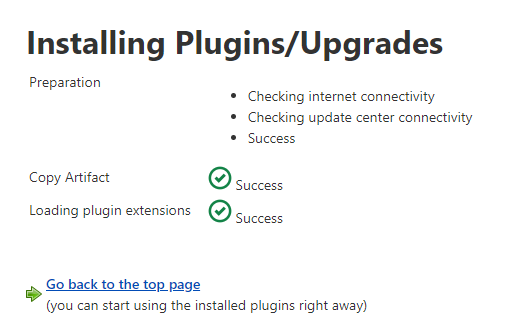 Installing Plugins/Upgrades
Preparation
Checking internet connectivity
Checking update center connectivity
Success
Copy Artifact Success
Loading plugin extensions Success
Go back to the top page
(you can start using the installed plugins right away)